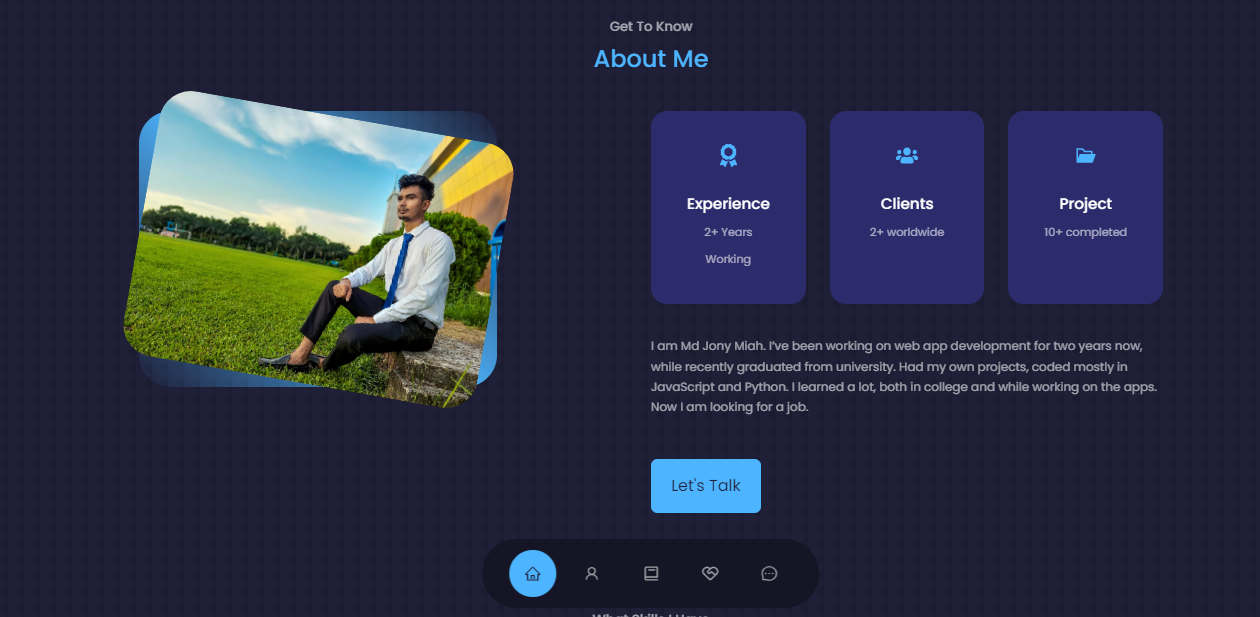 Get To Know
About Me
Experience
2+ Years
Working
Clients
2+ worldwide
Project
10+ completed
I am Md Jony Miah. I've been working on web app development for two years now,
while recently graduated from university. Had my own projects, coded mostly in
JavaScript and Python. I learned a lot, both in college and while working on the apps.
Now I am looking for a job.
Let's Talk
What Skills I Have